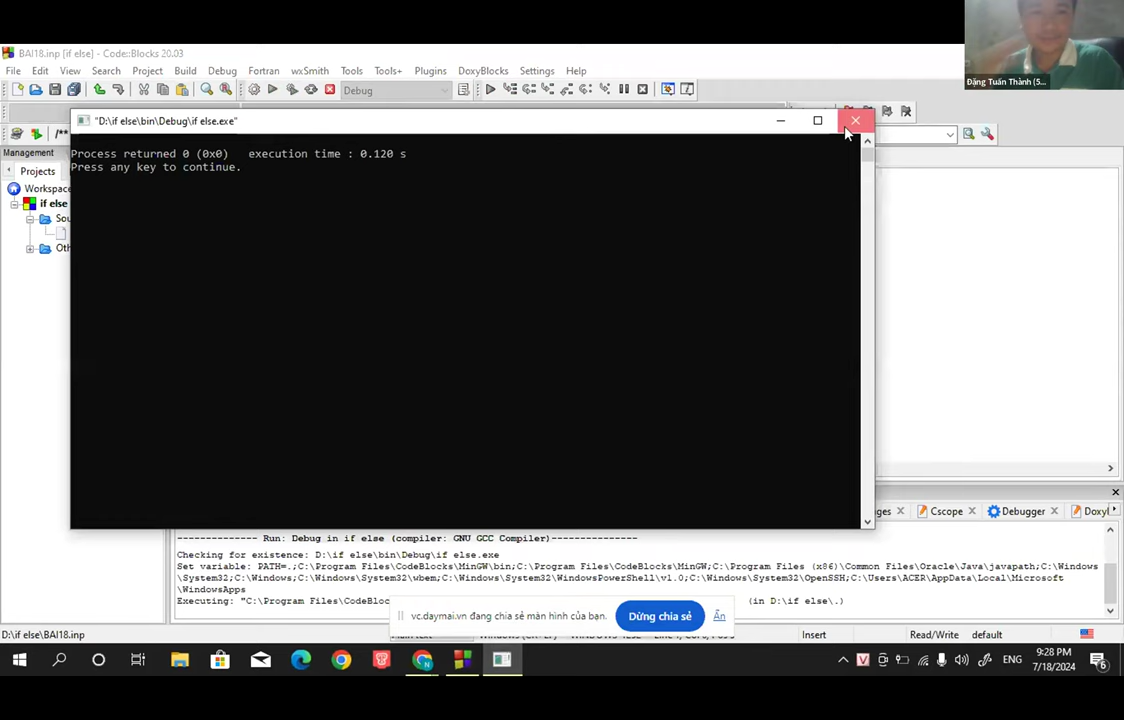 BAI18.inp [if else] - Code::Blocks 20.03
File Edit View Search Project Build Debug Fortran wxSmith Tools Tools+ Plugins DoxyBlocks Settings Help
Debug
Đặng Tuấn Thành (5...
"D:\if else\bin\Debug\if else.exe"
/**
Management
Process returned 0 (0x0) execution time : 0.120 s
Press any key to continue.
Projects
Workspace
if else
Sou
Oth
ges Cscope Debugger Doxyl
-------------- Run: Debug in if else (compiler: GNU GCC Compiler)---------------
Checking for existence: D:\if else\bin\Debug\if else.exe
Set variable: PATH=.;C:\Program Files\CodeBlocks\MinGW\bin;C:\Program Files\CodeBlocks\MinGW;C:\Program Files (x86)\Common Files\Oracle\Java\javapath;C:\Windows
\System32;C:\Windows;C:\Windows\System32\wbem;C:\Windows\System32\WindowsPowerShell\v1.0;C:\Windows\System32\OpenSSH;C:\Users\ACER\AppData\Local\Microsoft
\WindowsApps
Executing: "C:\Program Files\CodeBloc (in D:\if else\.)
vc.daymai.vn đang chia sẻ màn hình của bạn. Dừng chia sẻ Ẩn
D:\if else\BAI18.inp Insert Read/Write default
ENG
9:28 PM
7/18/2024
6